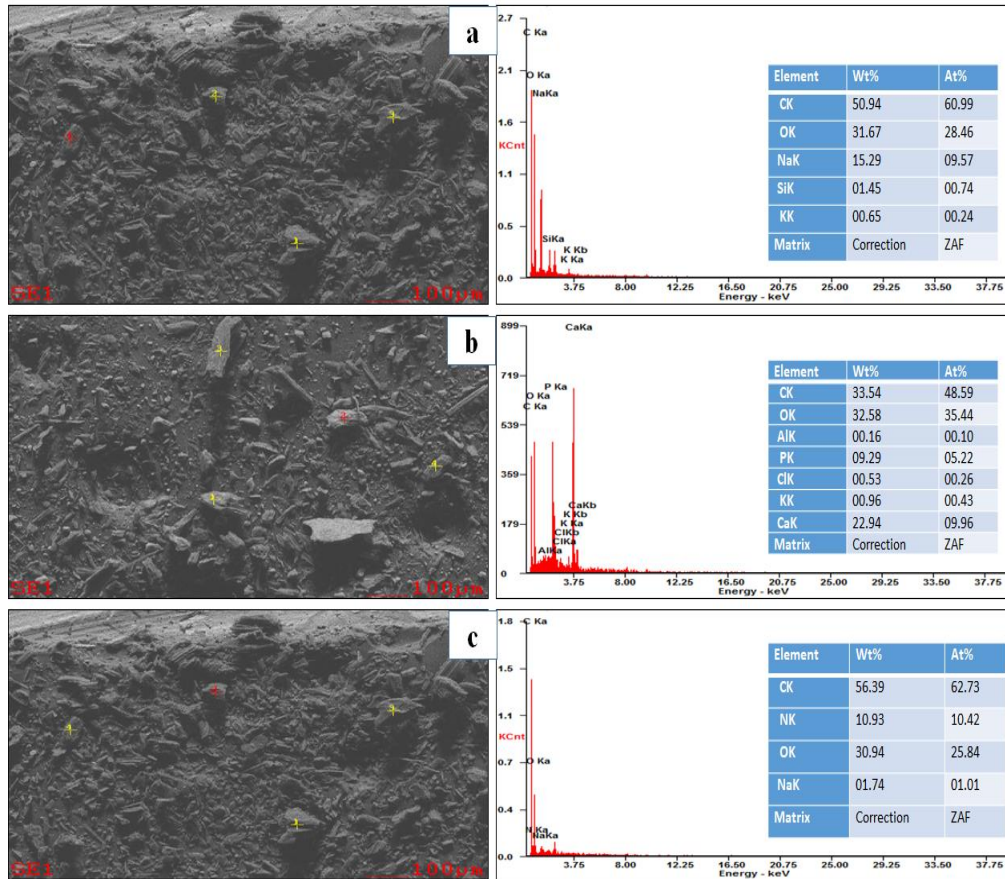 a
SE1
100µm
2.7
C Ka
2.1
O Ka
NaKa
1.6
KCnt
1.1
0.5
SiKa
K Kb
K Ka
0.0
3.75 8.00 12.25 16.50 20.75 25.00 29.25 33.50 37.75
Energy - keV
Element Wt% At%
CK 50.94 60.99
OK 31.67 28.46
NaK 15.29 09.57
SiK 01.45 00.74
KK 00.65 00.24
Matrix Correction ZAF
b
SE1
100µm
899
CaKa
719
P Ka
O Ka
639
C Ka
359
CaKb
K Kb
179
K Ka
ClKb
ClKa
AlKa
0
3.75 8.00 12.25 16.50 20.75 25.00 29.25 33.50 37.75
Energy - keV
Element Wt% At%
CK 33.54 48.59
OK 32.58 35.44
AlK 00.16 00.10
PK 09.29 05.22
ClK 00.53 00.26
KK 00.96 00.43
CaK 22.94 09.96
Matrix Correction ZAF
c
SE1
100µm
1.8
C Ka
1.5
1.1
KCnt
0.7
O Ka
0.4
N Ka
NaKa
0.0
3.75 8.00 12.25 16.50 20.75 25.00 29.25 33.50 37.75
Energy - keV
Element Wt% At%
CK 56.39 62.73
NK 10.93 10.42
OK 30.94 25.84
NaK 01.74 01.01
Matrix Correction ZAF